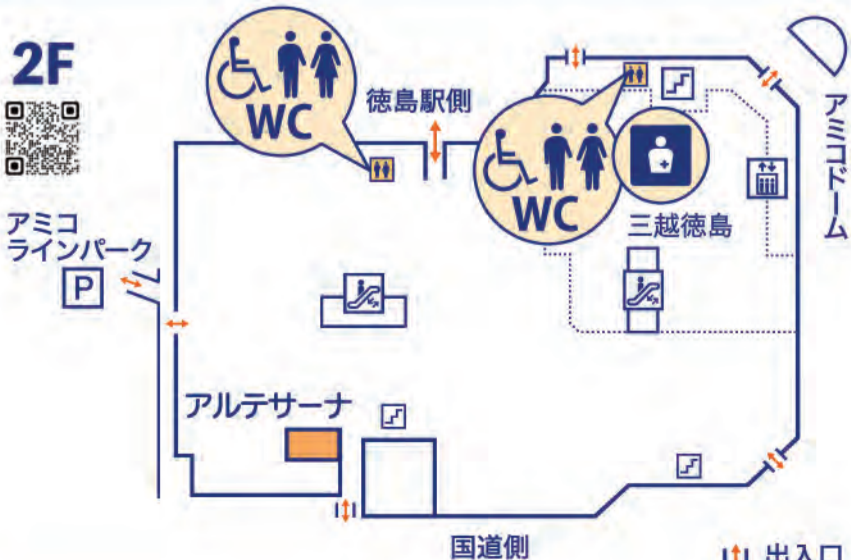 2F
WC
徳島駅側
WC
アミコドーム
三越徳島
アミコ
ラインパーク
P
アルテサーナ
国道側
出入口